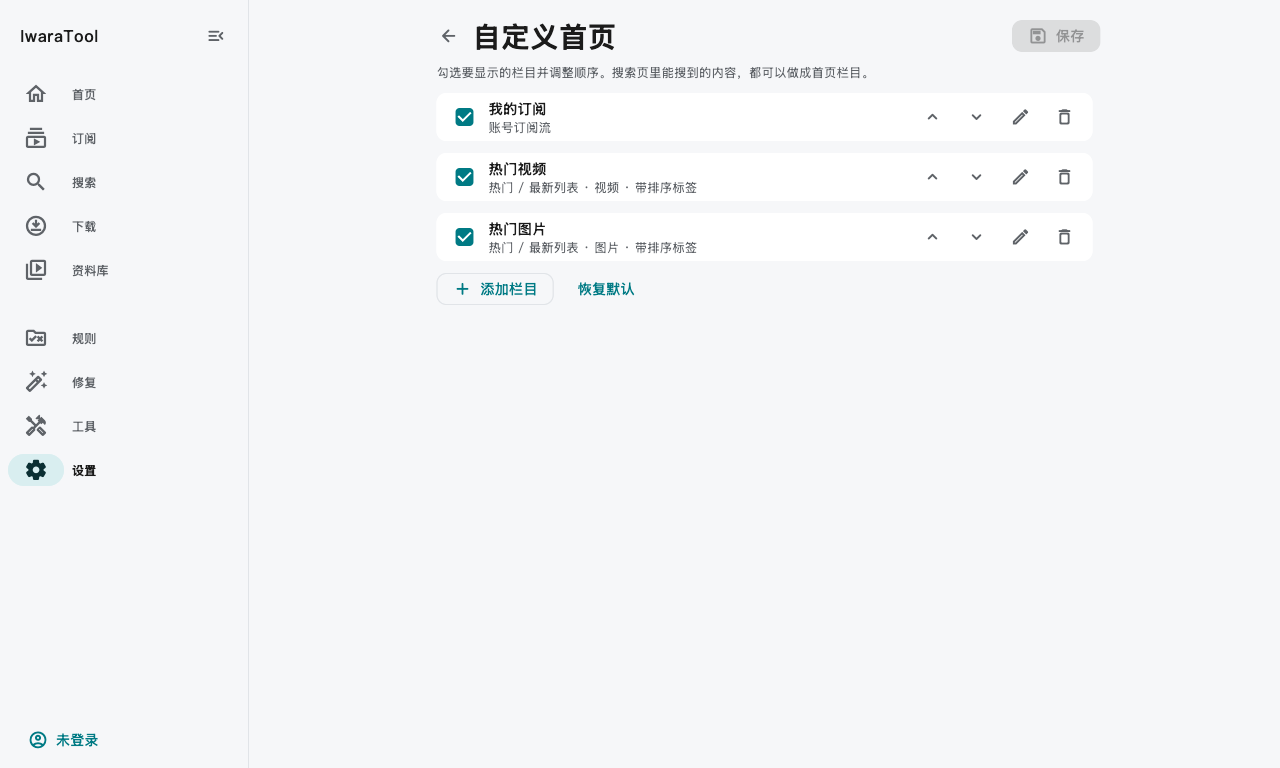 IwaraTool
首页
订阅
搜索
下载
资料库
规则
修复
工具
设置
未登录
自定义首页
保存
勾选要显示的栏目并调整顺序。搜索页里能搜到的内容，都可以做成首页栏目。
我的订阅
账号订阅流
热门视频
热门 / 最新列表 · 视频 · 带排序标签
热门图片
热门 / 最新列表 · 图片 · 带排序标签
添加栏目
恢复默认